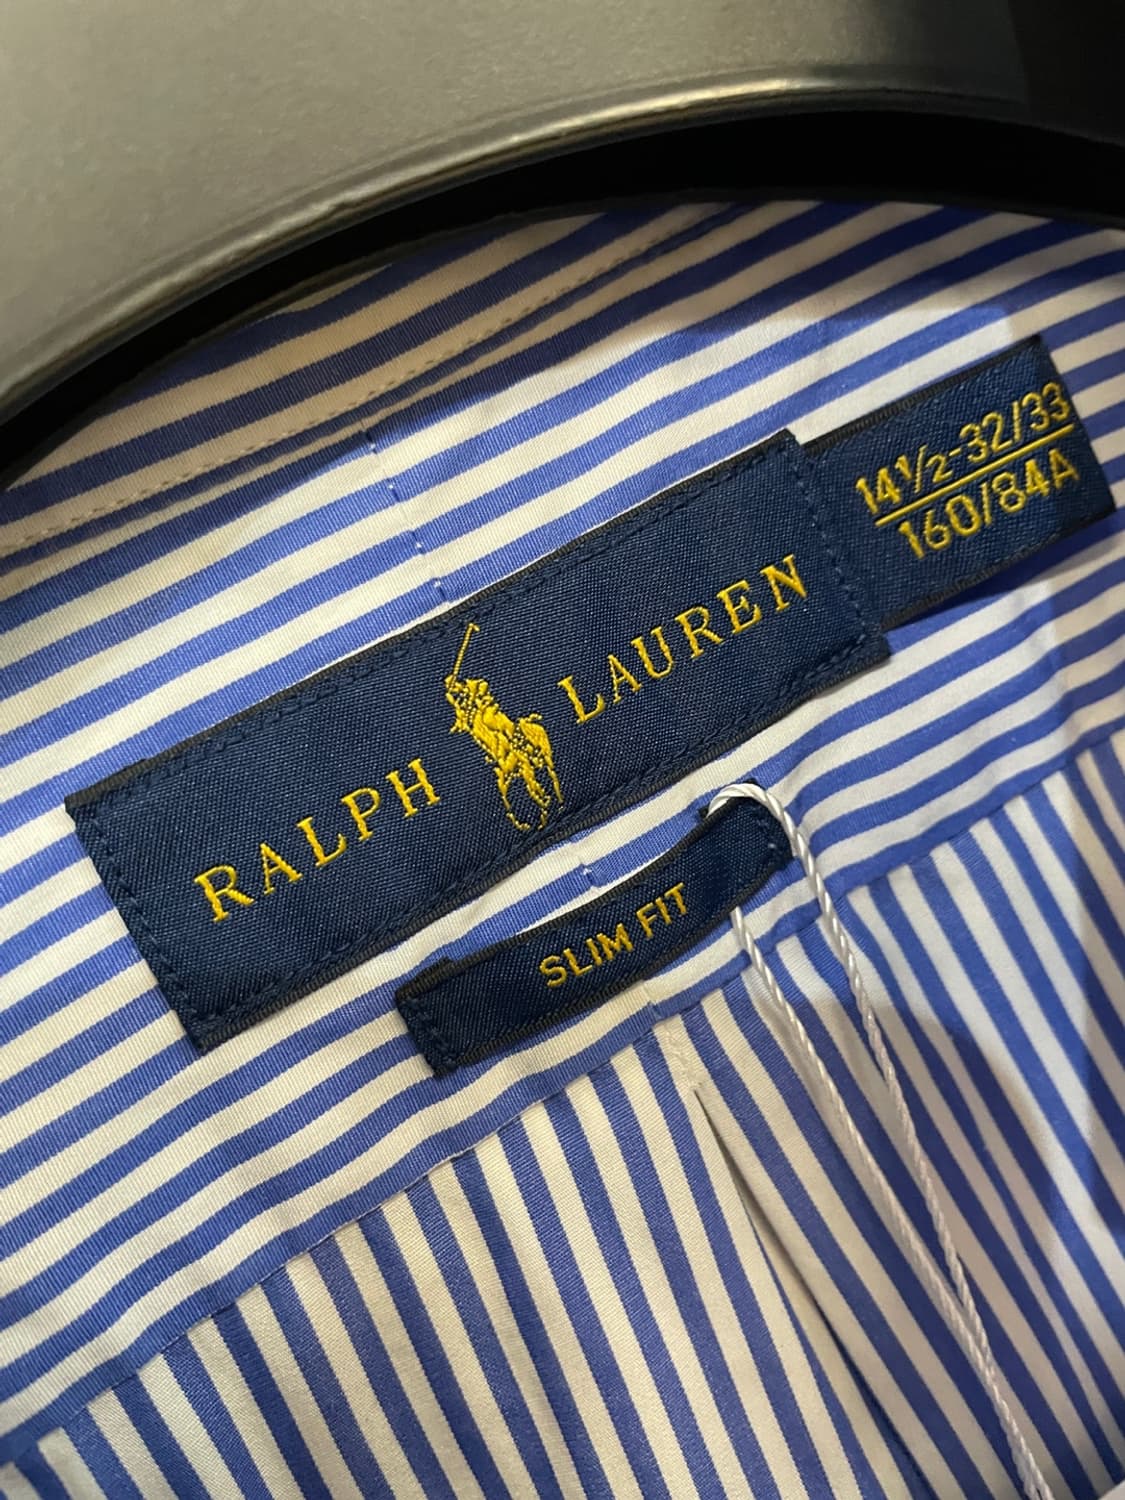 RALPH LAUREN
14½-32/33
160/84A
SLIM FIT